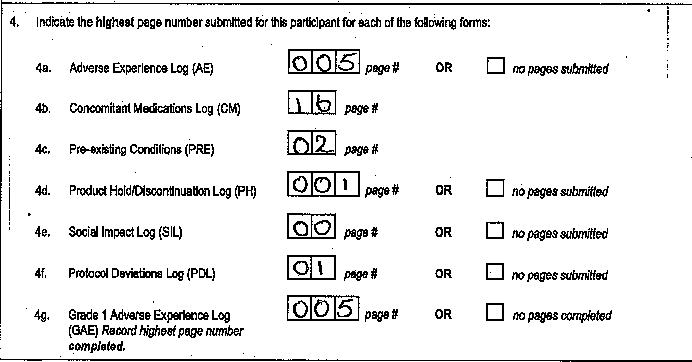 4. Indicate the highest page number submitted for this participant for each of the following forms:
4a. Adverse Experience Log (AE) 005 page # OR no pages submitted
4b. Concomitant Medications Log (CM) 16 page #
4c. Pre-existing Conditions (PRE) 02 page #
4d. Product Hold/Discontinuation Log (PH) 001 page # OR no pages submitted
4e. Social Impact Log (SIL) 00 page # OR no pages submitted
4f. Protocol Deviations Log (PDL) 01 page # OR no pages submitted
4g. Grade 1 Adverse Experience Log 005 page # OR no pages completed
(GAE) Record highest page number
completed.